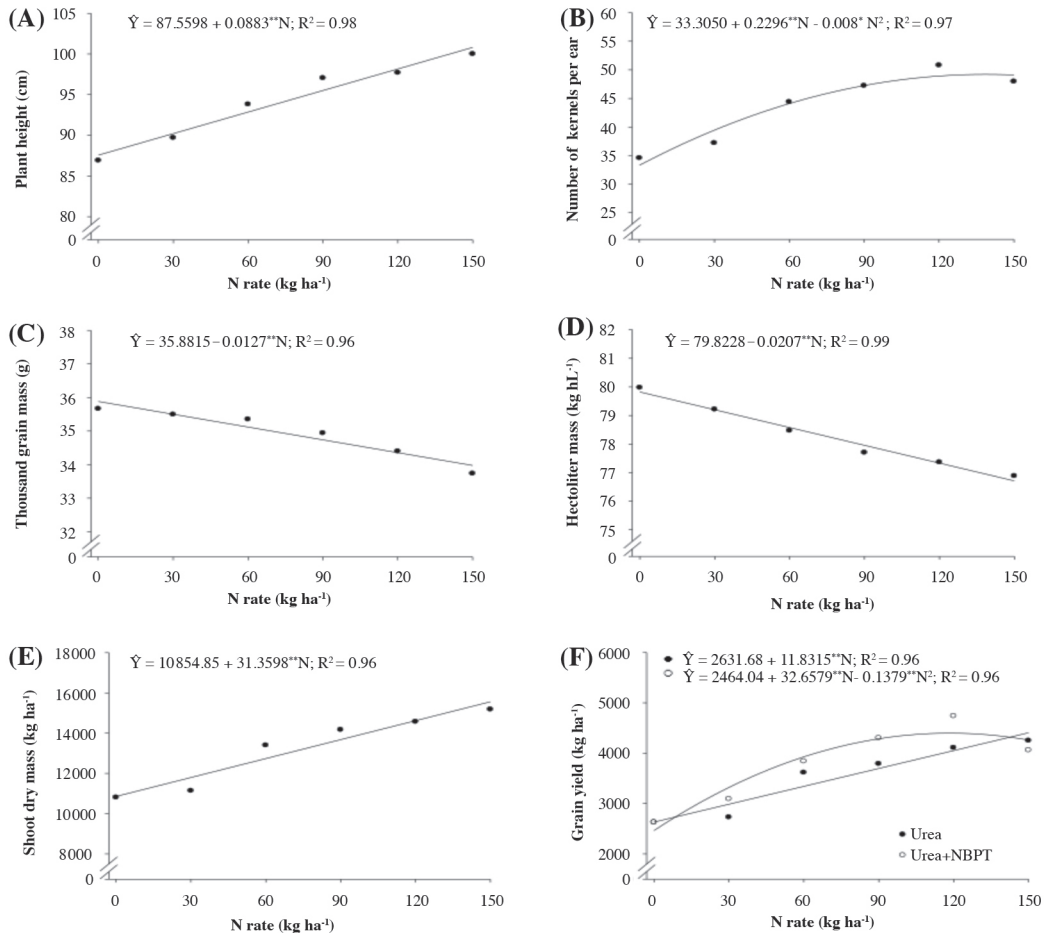 (A)
Ŷ = 87.5598 + 0.0883**N; R² = 0.98
105
100
95
90
85
80
0
Plant height (cm)
0 30 60 90 120 150
N rate (kg ha⁻¹)
(B)
Ŷ = 33.3050 + 0.2296**N - 0.008* N² ; R² = 0.97
60
55
50
45
40
35
30
25
0
Number of kernels per ear
0 30 60 90 120 150
N rate (kg ha⁻¹)
(C)
Ŷ = 35.8815 – 0.0127**N; R² = 0.96
38
37
36
35
34
33
32
0
Thousand grain mass (g)
0 30 60 90 120 150
N rate (kg ha⁻¹)
(D)
Ŷ = 79.8228 – 0.0207**N; R² = 0.99
82
81
80
79
78
77
76
75
0
Hectoliter mass (kg hL⁻¹)
0 30 60 90 120 150
N rate (kg ha⁻¹)
(E)
Ŷ = 10854.85 + 31.3598**N; R² = 0.96
18000
16000
14000
12000
10000
8000
0
Shoot dry mass (kg ha⁻¹)
0 30 60 90 120 150
N rate (kg ha⁻¹)
(F)
Ŷ = 2631.68 + 11.8315**N; R² = 0.96
Ŷ = 2464.04 + 32.6579**N- 0.1379**N²; R² = 0.96
6000
5000
4000
3000
2000
0
Grain yield (kg ha⁻¹)
Urea
Urea+NBPT
0 30 60 90 120 150
N rate (kg ha⁻¹)